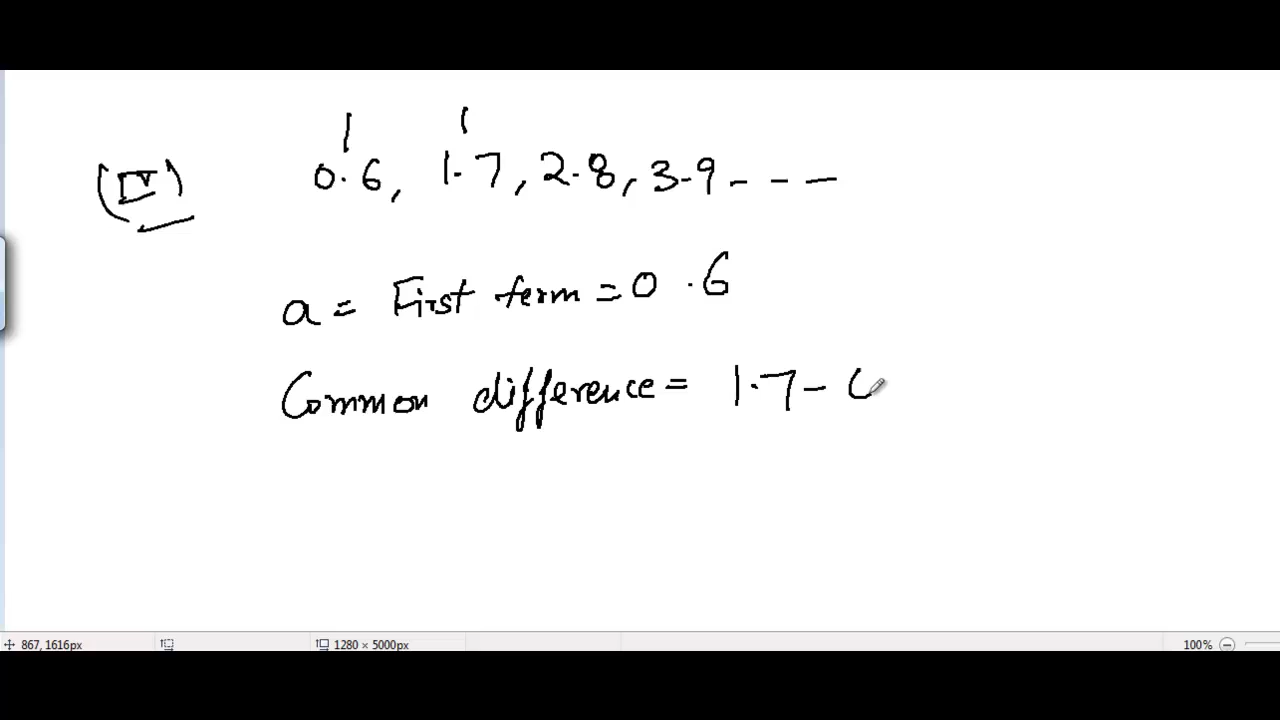 (IV) 0.6, 1.7, 2.8, 3.9 - - -
a = First term = 0.6
Common difference = 1.7 - 0
867, 1616px 1280 × 5000px 100%